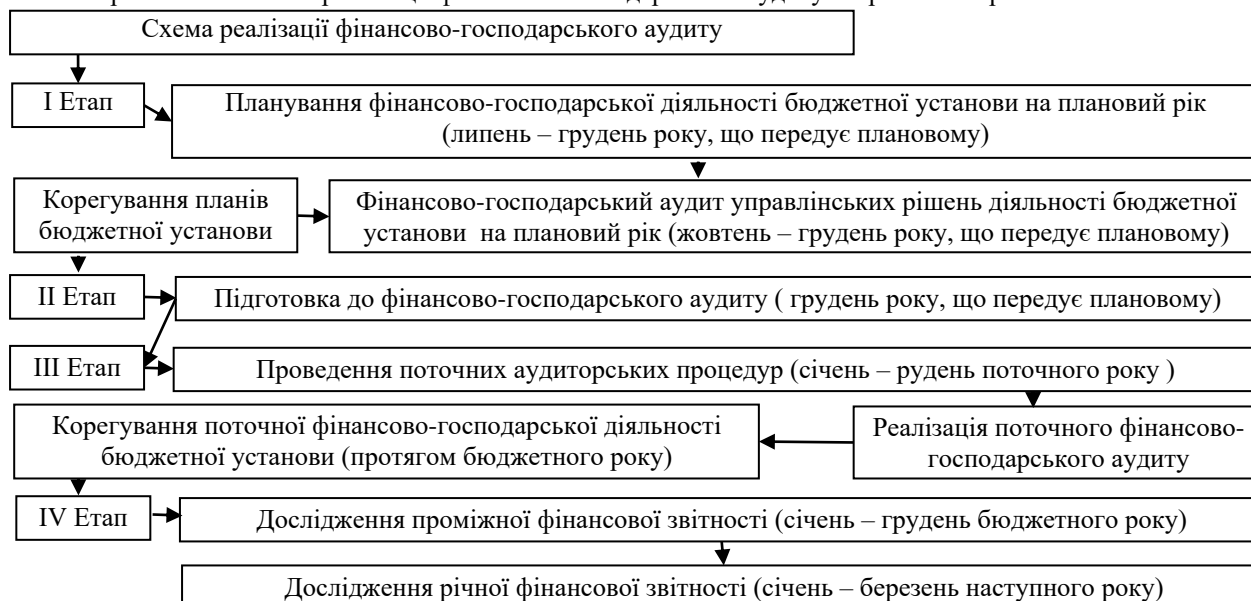 Схема реалізації фінансово-господарського аудиту
І Етап
Планування фінансово-господарської діяльності бюджетної установи на плановий рік
(липень – грудень року, що передує плановому)
Корегування планів
бюджетної установи
Фінансово-господарський аудит управлінських рішень діяльності бюджетної
установи на плановий рік (жовтень – грудень року, що передує плановому)
ІІ Етап
Підготовка до фінансово-господарського аудиту ( грудень року, що передує плановому)
ІІІ Етап
Проведення поточних аудиторських процедур (січень – рудень поточного року )
Корегування поточної фінансово-господарської діяльності
бюджетної установи (протягом бюджетного року)
Реалізація поточного фінансово-
господарського аудиту
IV Етап
Дослідження проміжної фінансової звітності (січень – грудень бюджетного року)
Дослідження річної фінансової звітності (січень – березень наступного року)